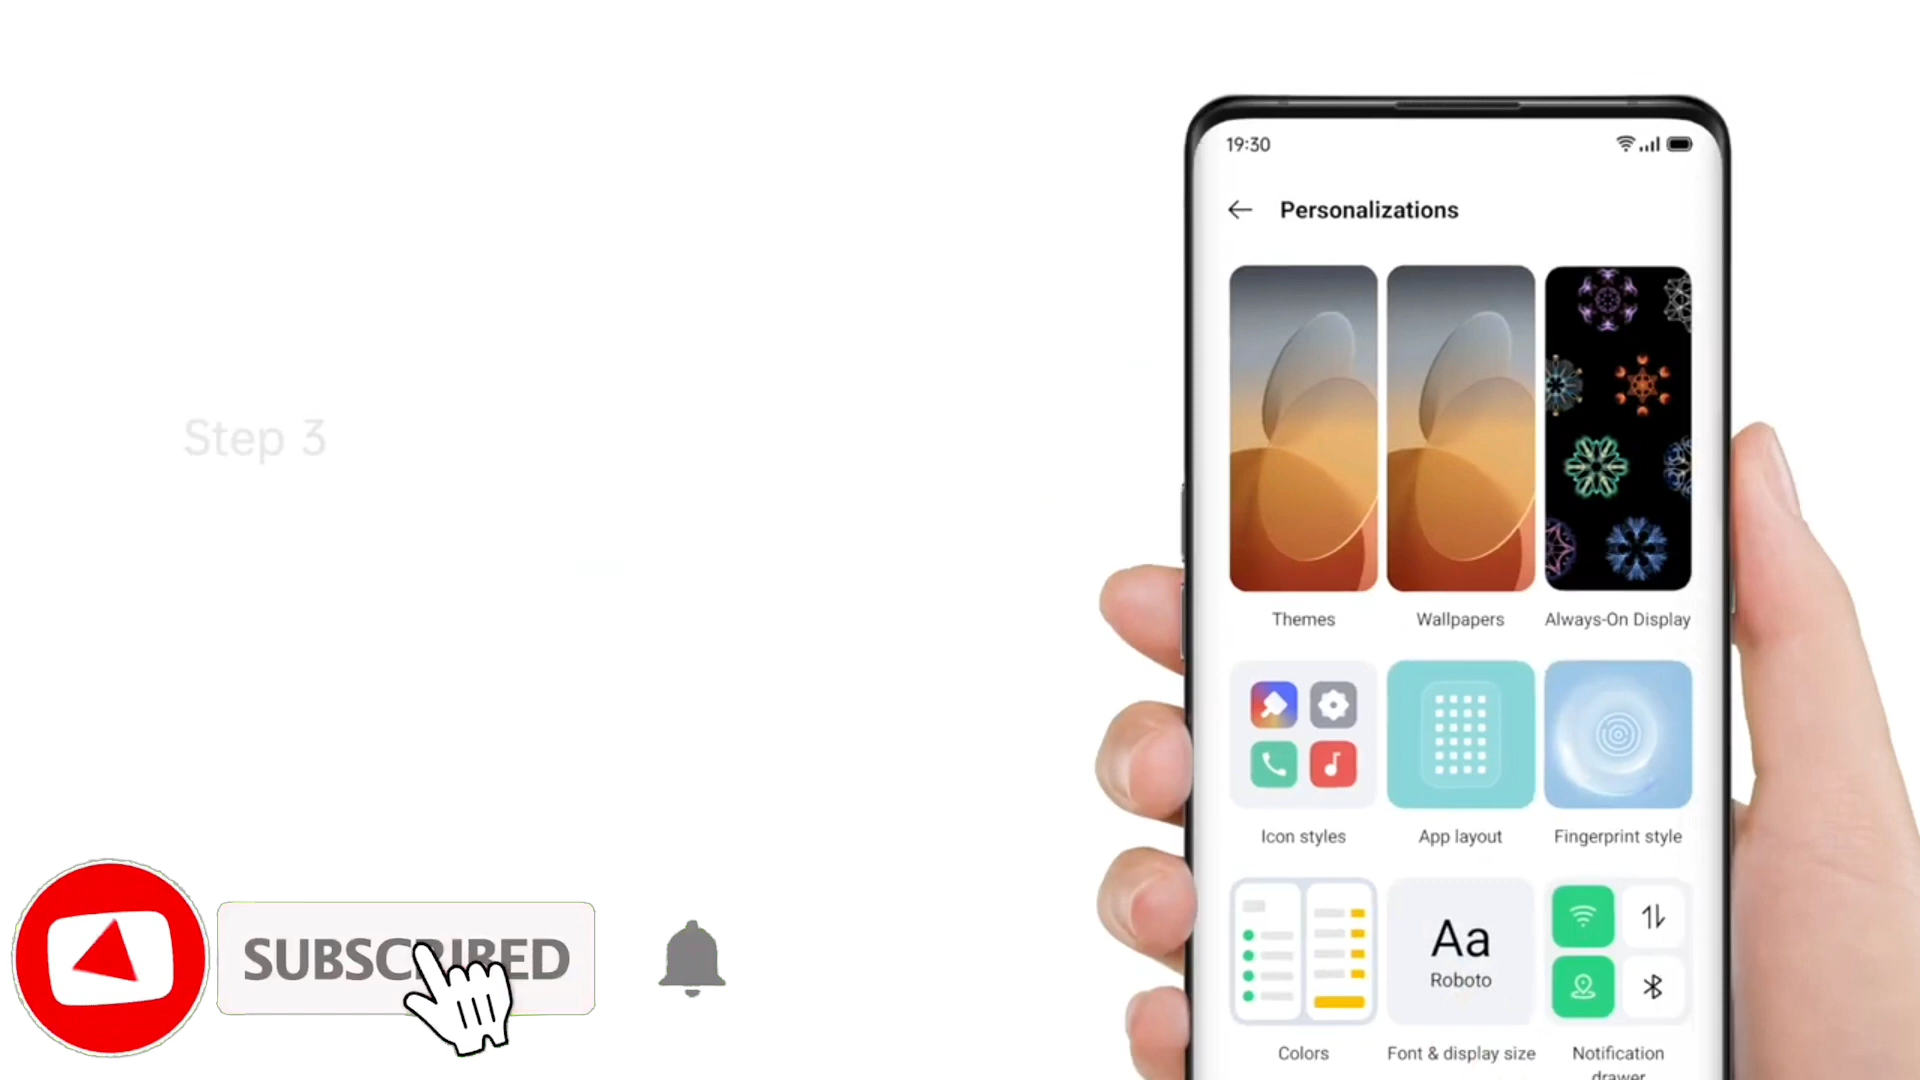 19:30
Personalizations
Themes
Wallpapers
Always-On Display
Step 3
Icon styles
App layout
Fingerprint style
Aa
Roboto
SUBSCRIBED
Colors
Font & display size
Notification
drawer